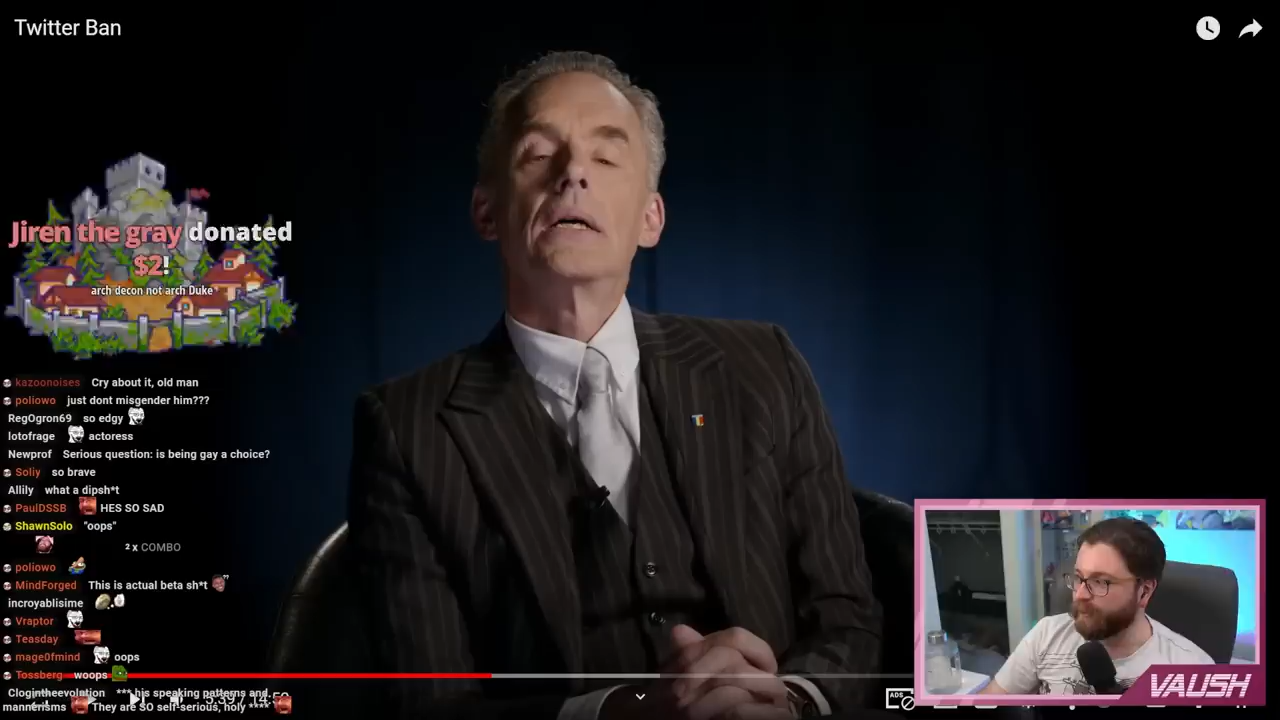 Twitter Ban
Jiren the gray donated
$2!
arch decon not arch Duke
kazoonoises Cry about it, old man
poliowo just dont misgender him???
RegOgron69 so edgy
lotofrage actoress
Newprof Serious question: is being gay a choice?
Soliy so brave
Allily what a dipsh*t
PaulDSSB HES SO SAD
ShawnSolo "oops"
2 x COMBO
poliowo
MindForged This is actual beta sh*t
incroyablisime
Vraptor
Teasday
mage0fmind oops
Tossberg woops
Clogintheevolution *** his speaking patterns and
mannerisms They are SO self-serious, holy ****
ADS
VAUSH